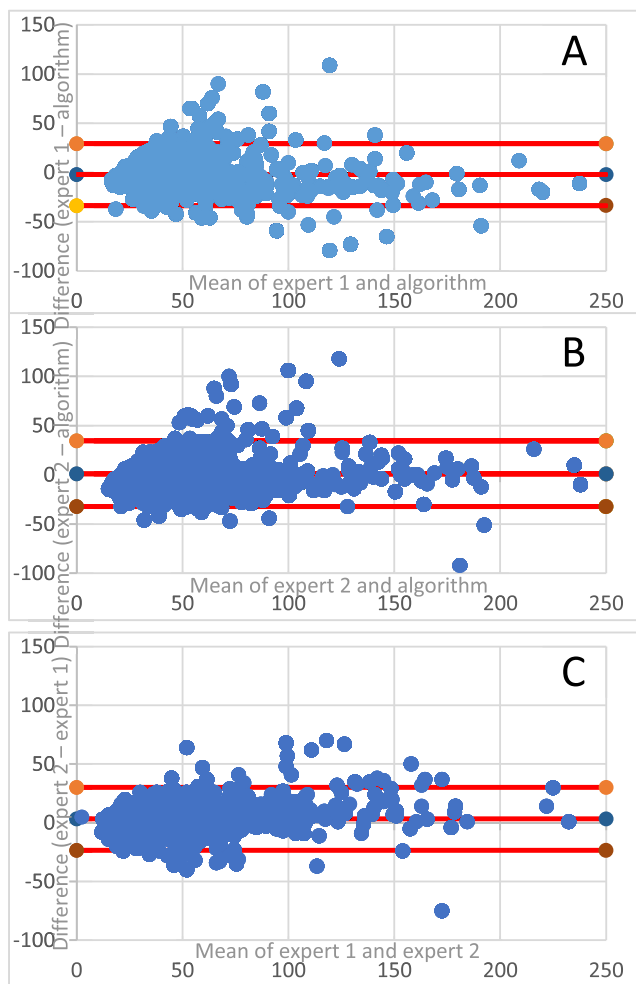 A
Difference (expert 1 – algorithm)
150
100
50
0
-50
-100
Mean of expert 1 and algorithm
0 50 100 150 200 250
B
Difference (expert 2 – algorithm)
150
100
50
0
-50
-100
Mean of expert 2 and algorithm
0 50 100 150 200 250
C
Difference (expert 2 – expert 1)
150
100
50
0
-50
-100
Mean of expert 1 and expert 2
0 50 100 150 200 250